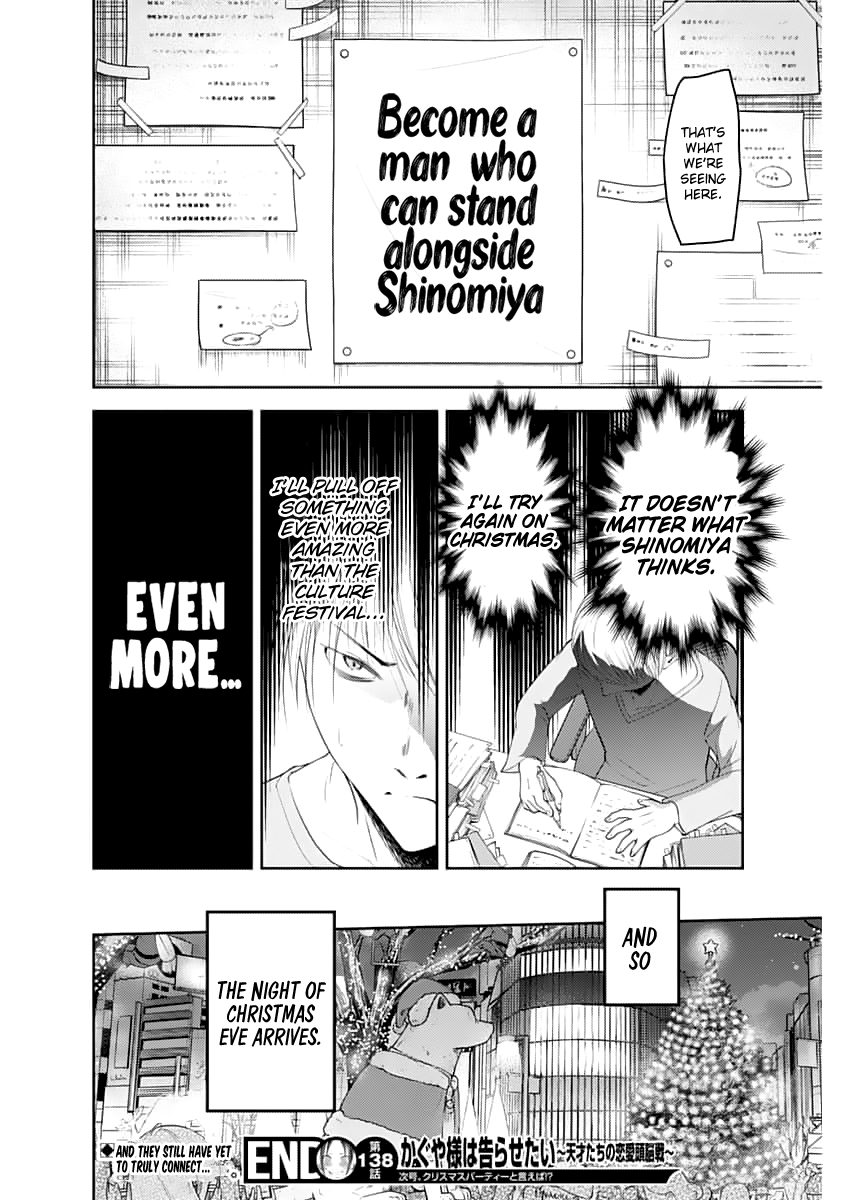 THAT'S
WHAT
WE'RE
SEEING
HERE.
Become a
man who
can stand
alongside
Shinomiya
IT DOESN'T
MATTER WHAT
SHINOMIYA
THINKS.
I'LL TRY
AGAIN ON
CHRISTMAS.
I'LL PULL OFF
SOMETHING
EVEN MORE
AMAZING
THAN THE
CULTURE
FESTIVAL...
EVEN
MORE...
AND
SO
THE NIGHT OF
CHRISTMAS
EVE ARRIVES.
◆AND THEY STILL HAVE YET
TO TRULY CONNECT... 。
END
第
138
話
かぐや様は告らせたい～天才たちの恋愛頭脳戦～
次号、クリスマスパーティーと言えば!?